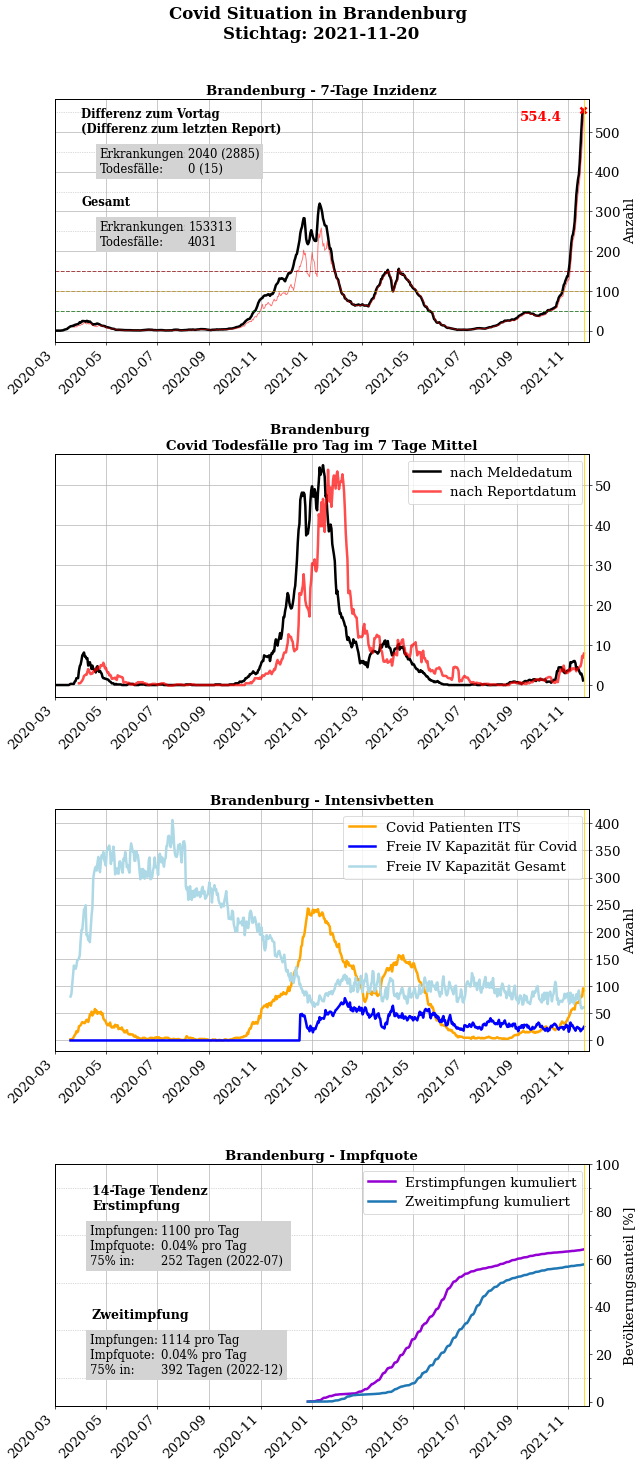 Covid Situation in Brandenburg
Stichtag: 2021-11-20
Brandenburg - 7-Tage Inzidenz
Differenz zum Vortag
(Differenz zum letzten Report)
Erkrankungen 2040 (2885)
Todesfälle: 0 (15)
Gesamt
Erkrankungen 153313
Todesfälle: 4031
554.4
500
400
300
200
100
0
Anzahl
2020-03
2020-05
2020-07
2020-09
2020-11
2021-01
2021-03
2021-05
2021-07
2021-09
2021-11
Brandenburg
Covid Todesfälle pro Tag im 7 Tage Mittel
nach Meldedatum
nach Reportdatum
50
40
30
20
10
0
2020-03
2020-05
2020-07
2020-09
2020-11
2021-01
2021-03
2021-05
2021-07
2021-09
2021-11
Brandenburg - Intensivbetten
Covid Patienten ITS
Freie IV Kapazität für Covid
Freie IV Kapazität Gesamt
400
350
300
250
200
150
100
50
0
Anzahl
2020-03
2020-05
2020-07
2020-09
2020-11
2021-01
2021-03
2021-05
2021-07
2021-09
2021-11
Brandenburg - Impfquote
14-Tage Tendenz
Erstimpfung
Impfungen: 1100 pro Tag
Impfquote: 0.04% pro Tag
75% in: 252 Tagen (2022-07)
Zweitimpfung
Impfungen: 1114 pro Tag
Impfquote: 0.04% pro Tag
75% in: 392 Tagen (2022-12)
Erstimpfungen kumuliert
Zweitimpfung kumuliert
100
80
60
40
20
0
Bevölkerungsanteil [%]
2020-03
2020-05
2020-07
2020-09
2020-11
2021-01
2021-03
2021-05
2021-07
2021-09
2021-11